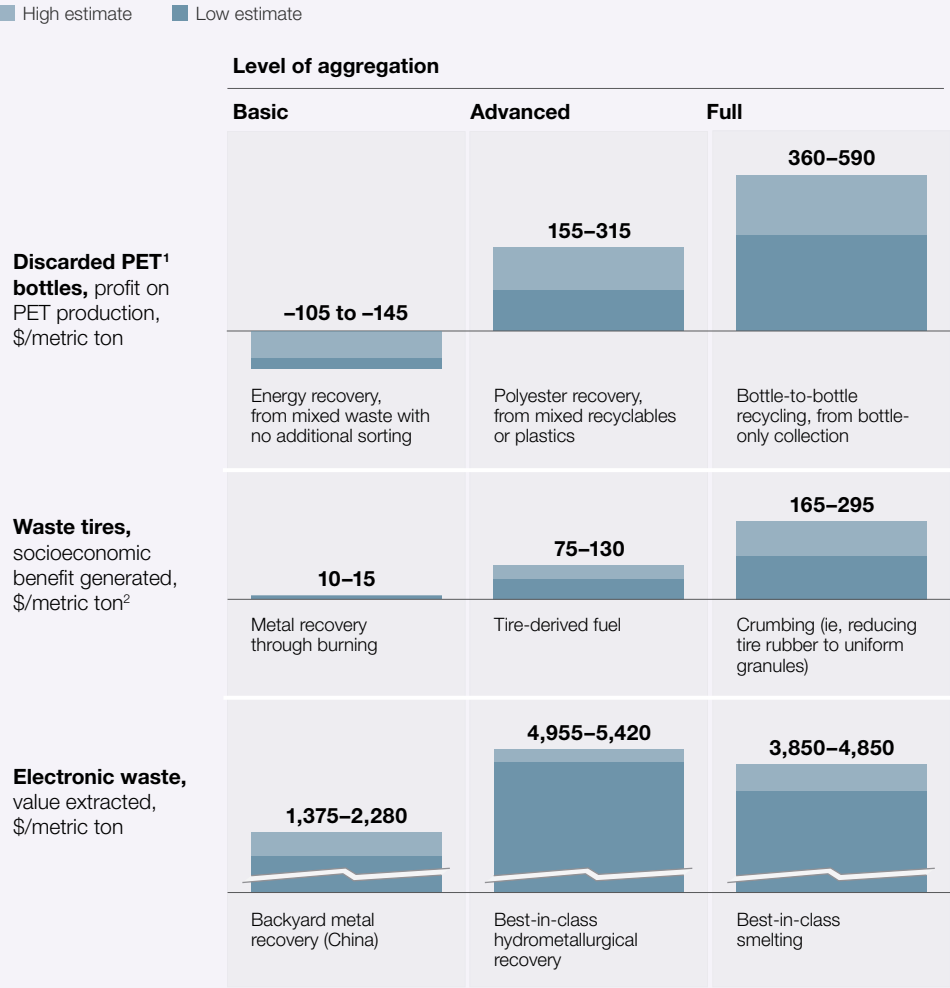 High estimate
Low estimate
Level of aggregation
Basic
Advanced
Full
Discarded PET¹
bottles, profit on
PET production,
$/metric ton
–105 to –145
155–315
360–590
Energy recovery,
from mixed waste with
no additional sorting
Polyester recovery,
from mixed recyclables
or plastics
Bottle-to-bottle
recycling, from bottle-
only collection
Waste tires,
socioeconomic
benefit generated,
$/metric ton²
10–15
75–130
165–295
Metal recovery
through burning
Tire-derived fuel
Crumbing (ie, reducing
tire rubber to uniform
granules)
Electronic waste,
value extracted,
$/metric ton
1,375–2,280
4,955–5,420
3,850–4,850
Backyard metal
recovery (China)
Best-in-class
hydrometallurgical
recovery
Best-in-class
smelting